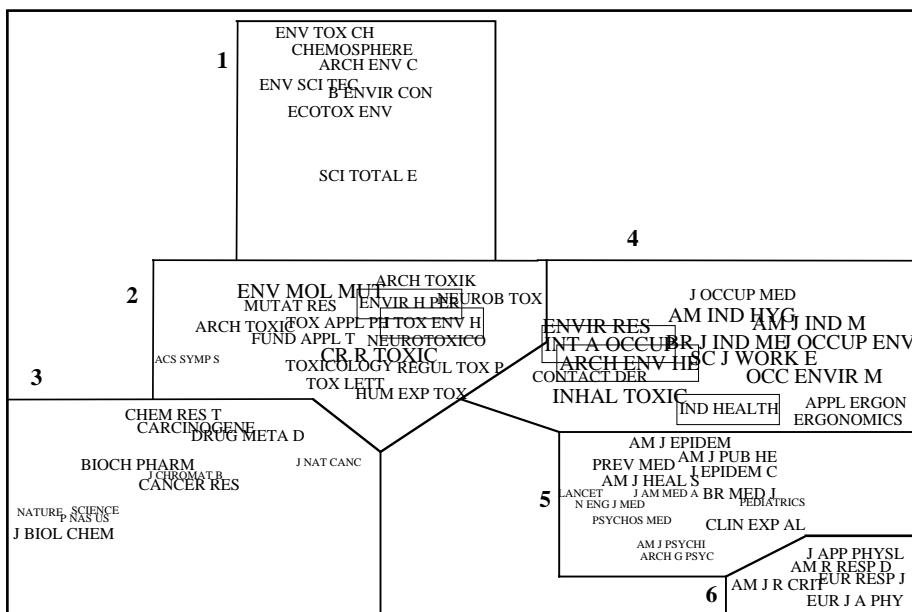 1
ENV TOX CH
CHEMOSPHERE
ARCH ENV C
ENV SCI TEC
B ENVIR CON
ECOTOX ENV
SCI TOTAL E
2
ARCH TOXIK
ENV MOL MUT
ENVIR H PER
NEUROB TOX
MUTAT RES
TOX APPL PH
J TOX ENV H
ARCH TOXIC
FUND APPL T
NEUROTOXICO
CR R TOXIC
ACS SYMP S
TOXICOLOGY
REGUL TOX P
TOX LETT
HUM EXP TOX
3
CHEM RES T
CARCINOGENE
DRUG META D
BIOCH PHARM
J NAT CANC
J CHROMAT B
CANCER RES
NATURE
SCIENCE
P NAS US
J BIOL CHEM
4
J OCCUP MED
AM IND HYG
AM J IND M
ENVIR RES
INT A OCCUP
BR J IND ME
J OCCUP ENV
ARCH ENV HE
SC J WORK E
CONTACT DER
OCC ENVIR M
INHAL TOXIC
IND HEALTH
APPL ERGON
ERGONOMICS
5
AM J EPIDEM
AM J PUB HE
PREV MED
J EPIDEM C
AM J HEAL S
LANCET
J AM MED A
BR MED J
N ENG J MED
PEDIATRICS
PSYCHOS MED
CLIN EXP AL
AM J PSYCHI
ARCH G PSYC
6
J APP PHYSL
AM R RESP D
AM J R CRIT
EUR RESP J
EUR J A PHY